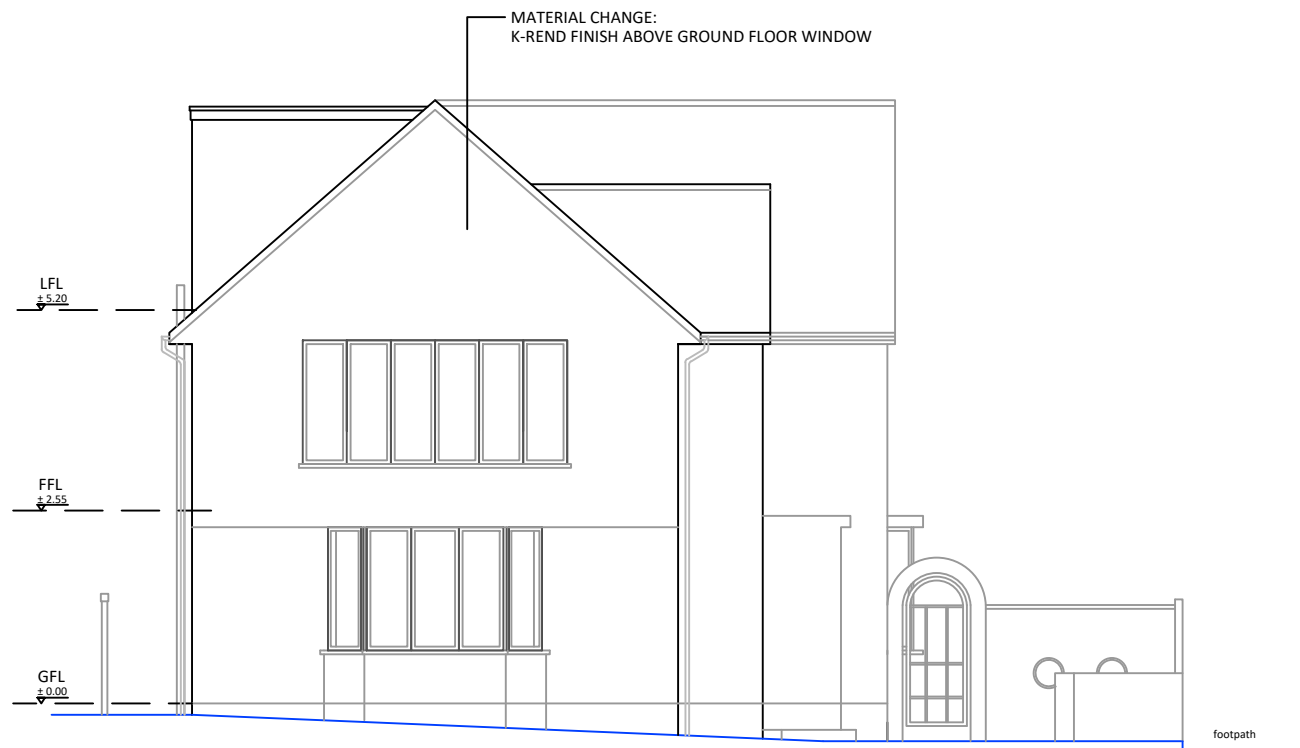 MATERIAL CHANGE:
K-REND FINISH ABOVE GROUND FLOOR WINDOW
LFL
± 5.20
FFL
± 2.55
GFL
± 0.00
footpath